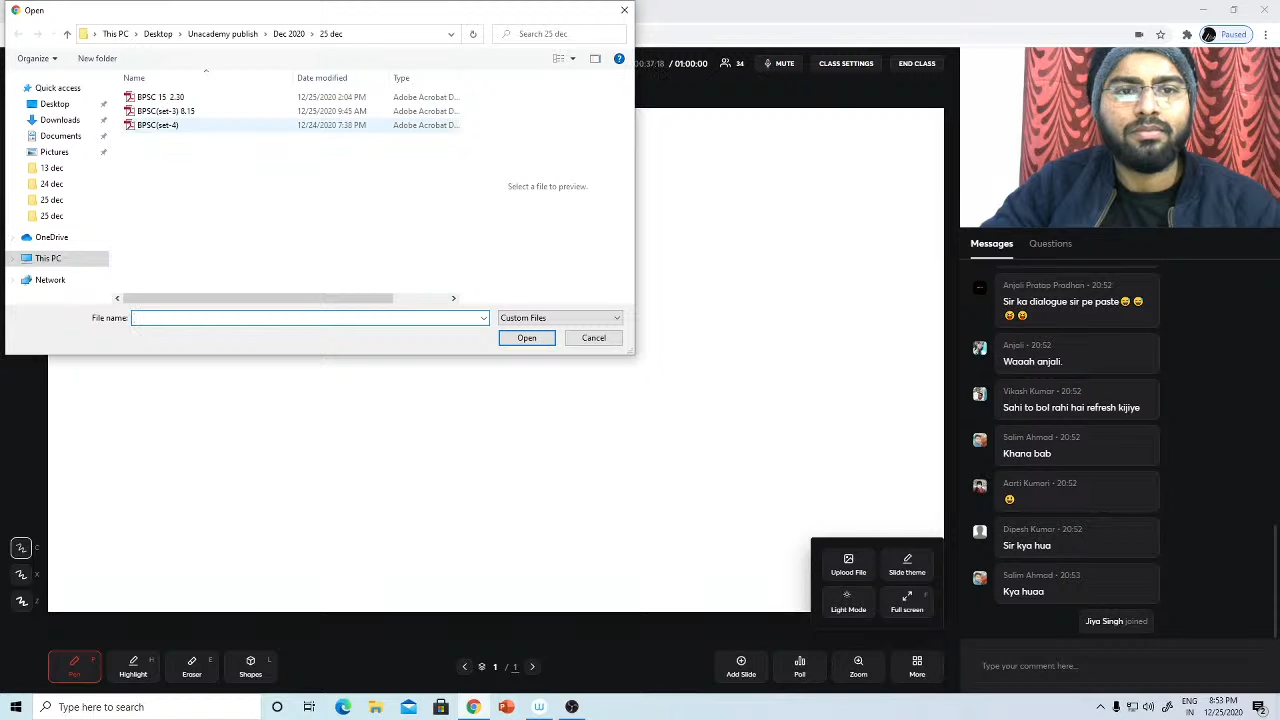 Open
This PC
Desktop
Unacademy publish
Dec 2020
25 dec
Search 25 dec
Organize
New folder
Name
Date modified
Type
Quick access
Desktop
Downloads
Documents
Pictures
13 dec
24 dec
25 dec
25 dec
OneDrive
This PC
Network
BPSC 15 2.30 12/25/2020 2:04 PM Adobe Acrobat D...
BPSC(set-3) 8.15 12/25/2020 9:45 AM Adobe Acrobat D...
BPSC(set-4) 12/24/2020 7:38 PM Adobe Acrobat D...
Select a file to preview.
File name:
Custom Files
Open
Cancel
Paused
00:37:18 / 01:00:00
34
MUTE
CLASS SETTINGS
END CLASS
Messages
Questions
Anjali Pratap Pradhan • 20:52
Sir ka dialogue sir pe paste😄 😄
😆 😆
Anjali • 20:52
Waaah anjali.
Vikash Kumar • 20:52
Sahi to bol rahi hai refresh kijiye
Salim Ahmad • 20:52
Khana bab
Aarti Kumari • 20:52
😃
Dipesh Kumar • 20:52
Sir kya hua
Salim Ahmad • 20:53
Kya huaa
Jiya Singh joined
Type your comment here...
Upload File
Slide theme
Light Mode
Full screen
F
C
X
Z
Pen P
Highlight H
Eraser E
Shapes L
1 / 1
Add Slide
Poll
Zoom
More
Type here to search
ENG
IN
8:53 PM
12/25/2020
2